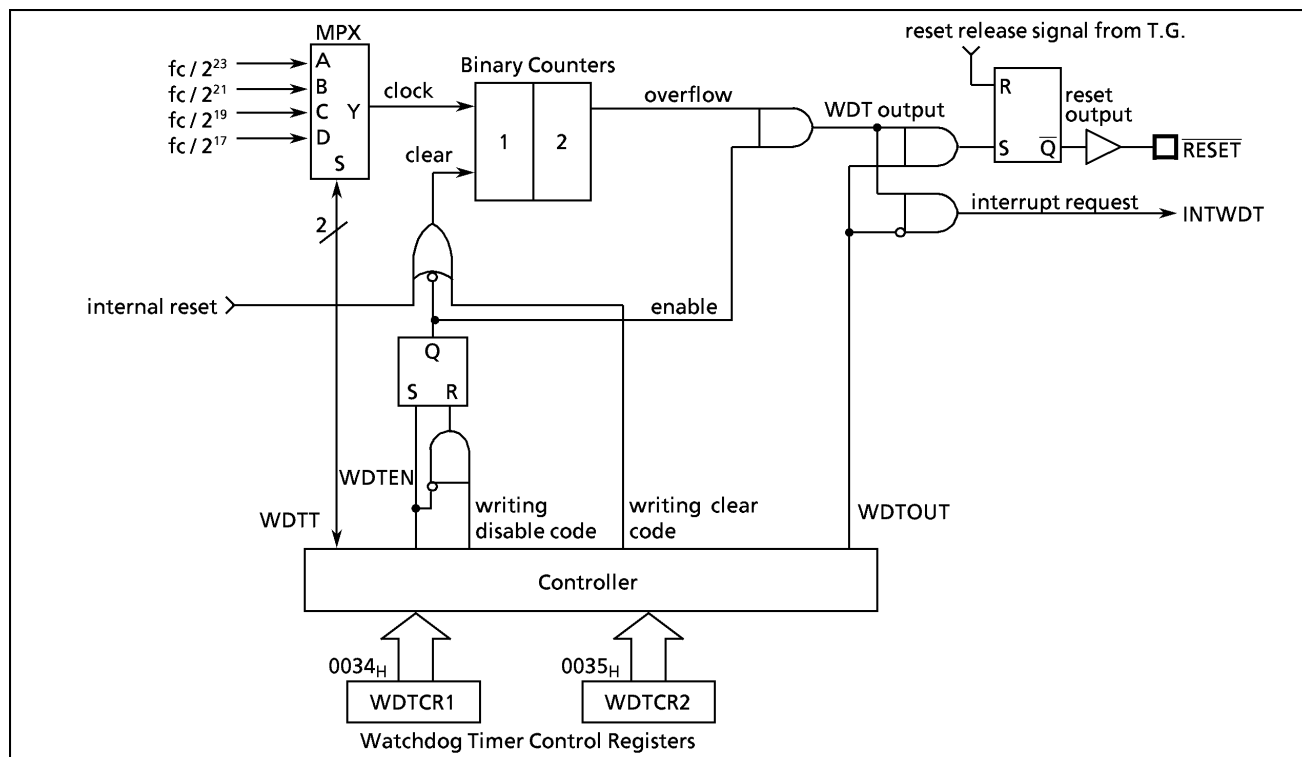 MPX
reset release signal from T.G.
fc / 2²³
A
Binary Counters
fc / 2²¹
B
clock
overflow
WDT output
R
reset
output
fc / 2¹⁹
C
Y
fc / 2¹⁷
D
S
clear
1
2
S
Q̅
R̅E̅S̅E̅T̅
2
interrupt request
INTWDT
internal reset
enable
Q
S
R
WDTEN
WDTT
writing
disable code
writing clear
code
WDTOUT
Controller
0034H
0035H
WDTCR1
WDTCR2
Watchdog Timer Control Registers